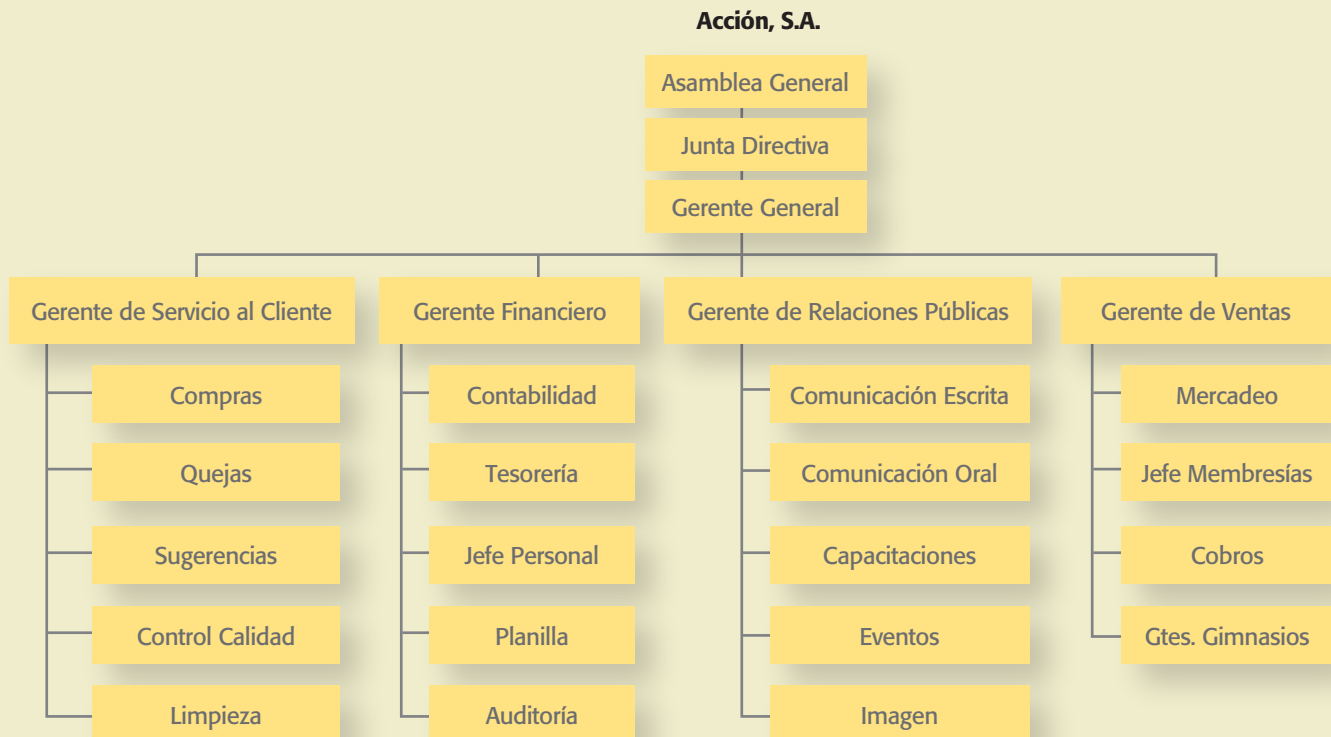 Acción, S.A.
Asamblea General
Junta Directiva
Gerente General
Gerente de Servicio al Cliente
Compras
Quejas
Sugerencias
Control Calidad
Limpieza
Gerente Financiero
Contabilidad
Tesorería
Jefe Personal
Planilla
Auditoría
Gerente de Relaciones Públicas
Comunicación Escrita
Comunicación Oral
Capacitaciones
Eventos
Imagen
Gerente de Ventas
Mercadeo
Jefe Membresías
Cobros
Gtes. Gimnasios